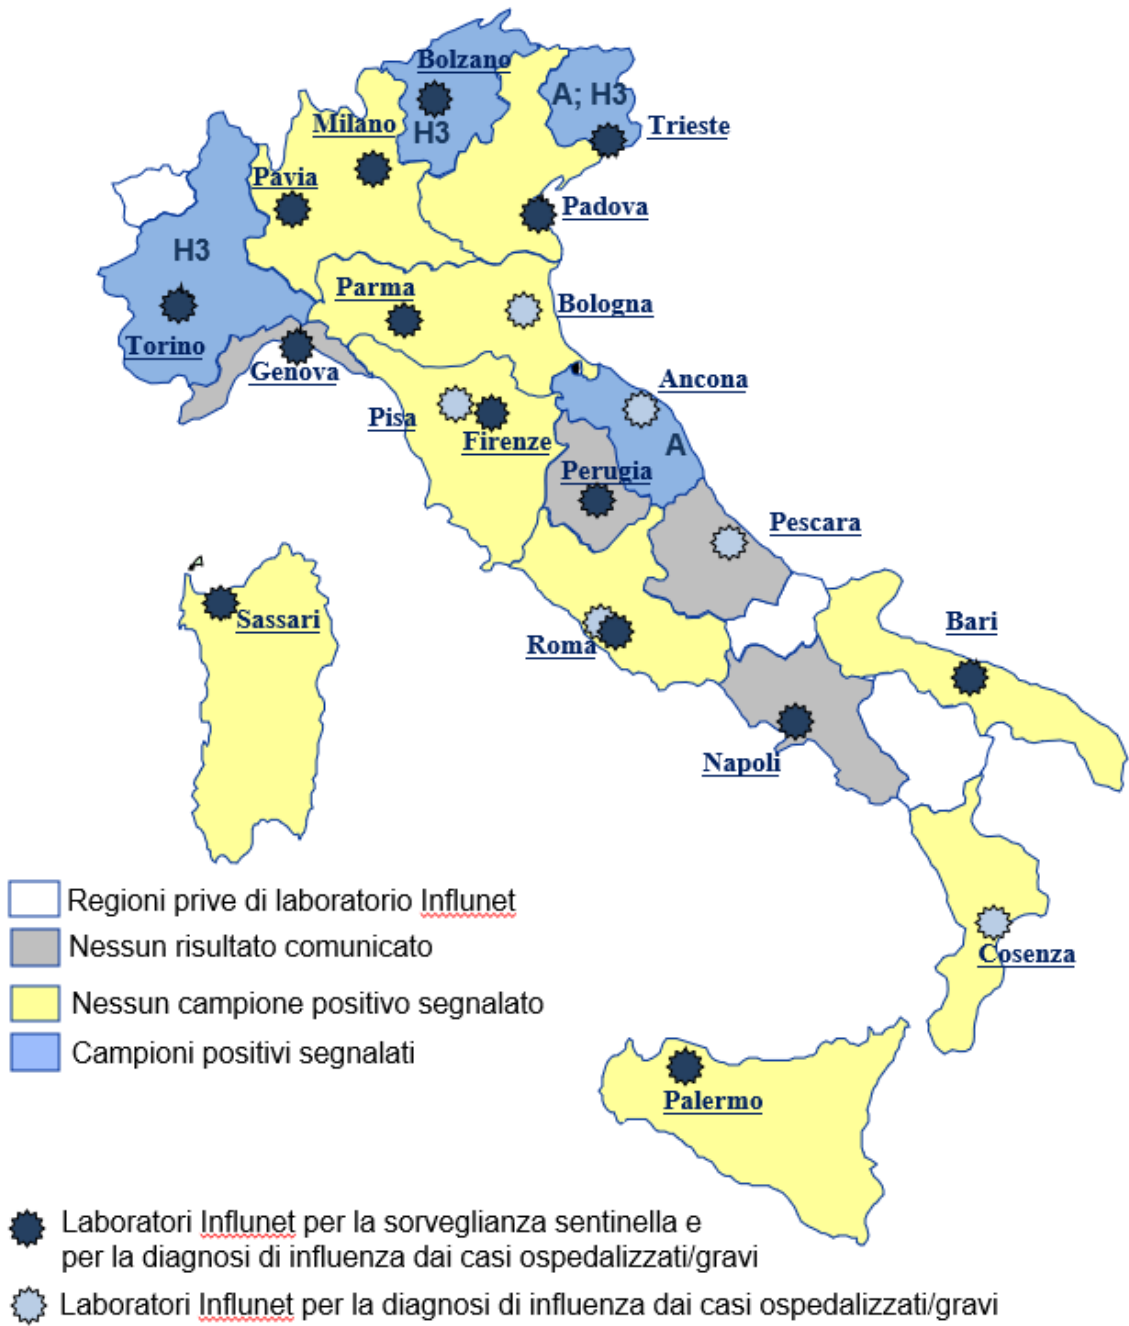 Bolzano
A; H3
Milano
H3
Trieste
Pavia
Padova
H3
Parma
Bologna
Torino
Genova
Ancona
Pisa
Firenze
A
Perugia
Pescara
Sassari
Bari
Roma
Napoli
Regioni prive di laboratorio Influnet
Nessun risultato comunicato
Cosenza
Nessun campione positivo segnalato
Campioni positivi segnalati
Palermo
Laboratori Influnet per la sorveglianza sentinella e
per la diagnosi di influenza dai casi ospedalizzati/gravi
Laboratori Influnet per la diagnosi di influenza dai casi ospedalizzati/gravi